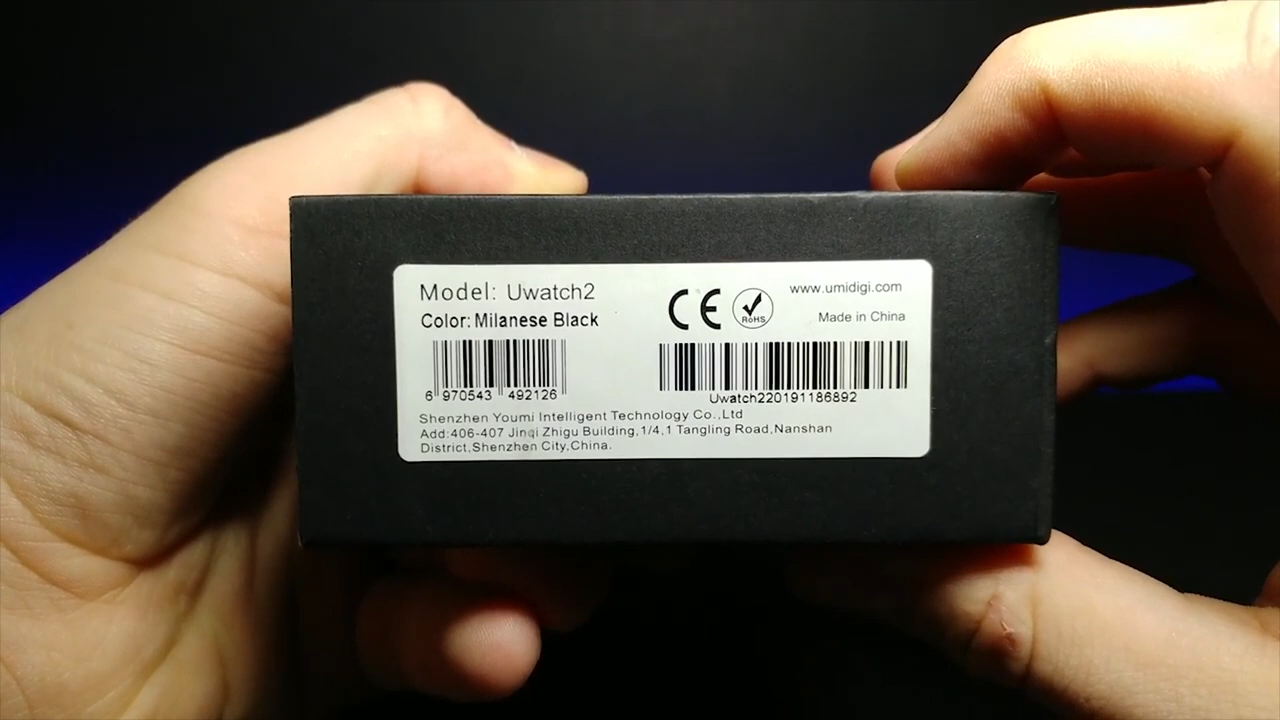 Model: Uwatch2
Color: Milanese Black
6 970543 492126
CE
RoHS
www.umidigi.com
Made in China
Uwatch220191186892
Shenzhen Youmi Intelligent Technology Co.,Ltd
Add:406-407 Jinqi Zhigu Building,1/4,1 Tangling Road,Nanshan
District,Shenzhen City,China.